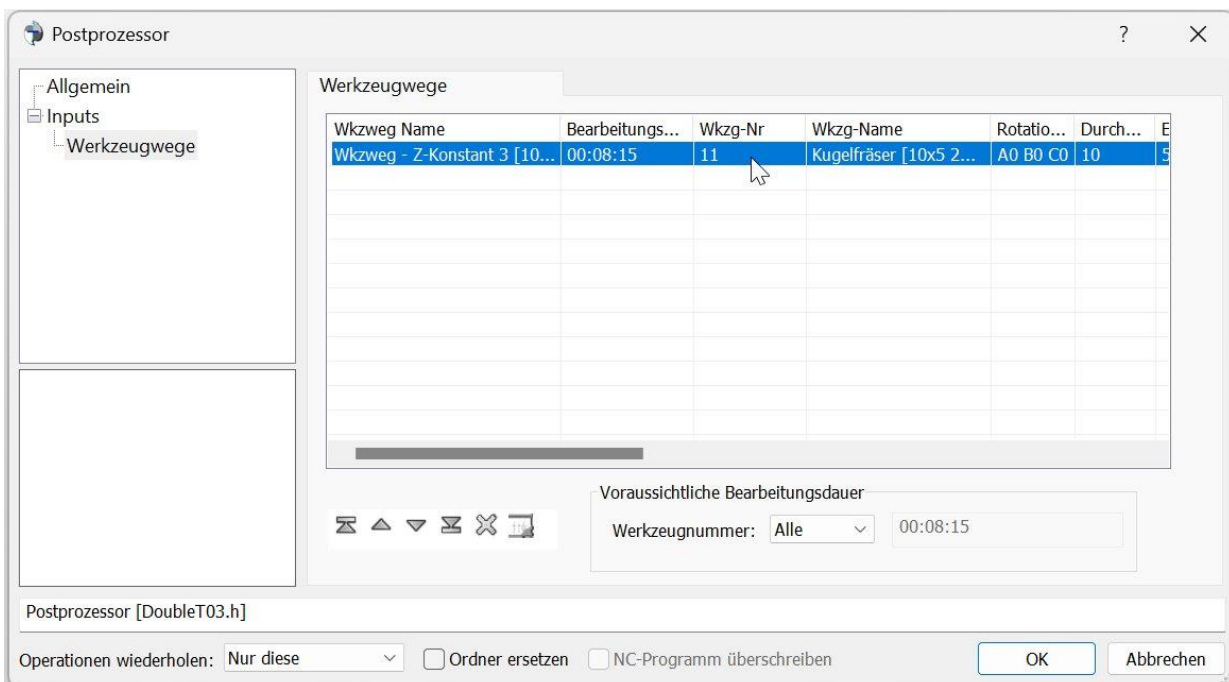 Postprozessor
?
Allgemein
Inputs
Werkzeugwege
Werkzeugwege
Wkzweg Name Bearbeitungs... Wkzg-Nr Wkzg-Name Rotatio... Durch... E
Wkzweg - Z-Konstant 3 [10... 00:08:15 11 Kugelfräser [10x5 2... A0 B0 C0 10 5
Voraussichtliche Bearbeitungsdauer
Werkzeugnummer: Alle 00:08:15
Postprozessor [DoubleT03.h]
Operationen wiederholen: Nur diese Ordner ersetzen NC-Programm überschreiben OK Abbrechen